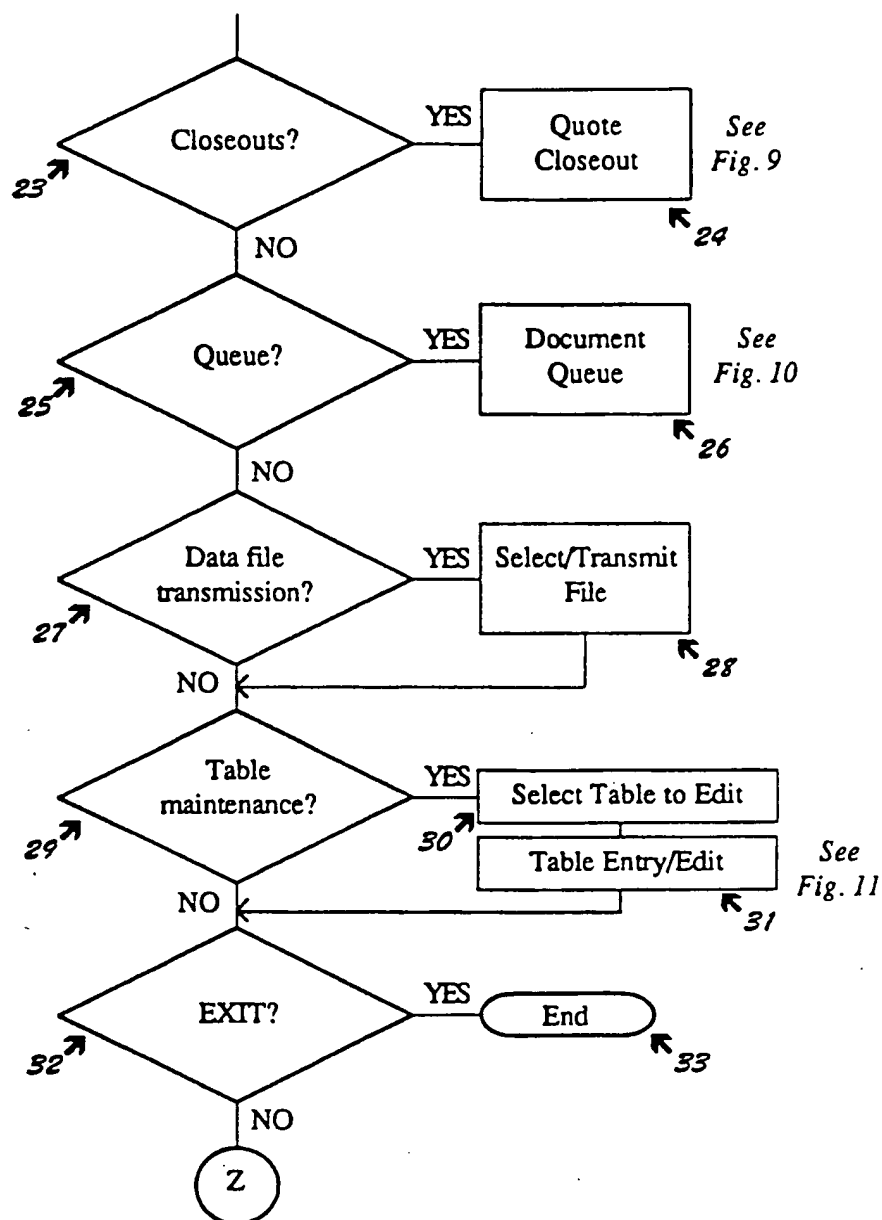 YES
Closeouts?
Quote
Closeout
See
Fig. 9
23
24
NO
YES
Queue?
Document
Queue
See
Fig. 10
25
26
NO
Data file
transmission?
YES
Select/Transmit
File
27
28
NO
Table
maintenance?
YES
Select Table to Edit
29
30
Table Entry/Edit
See
Fig. 11
31
NO
EXIT?
YES
End
32
33
NO
Z